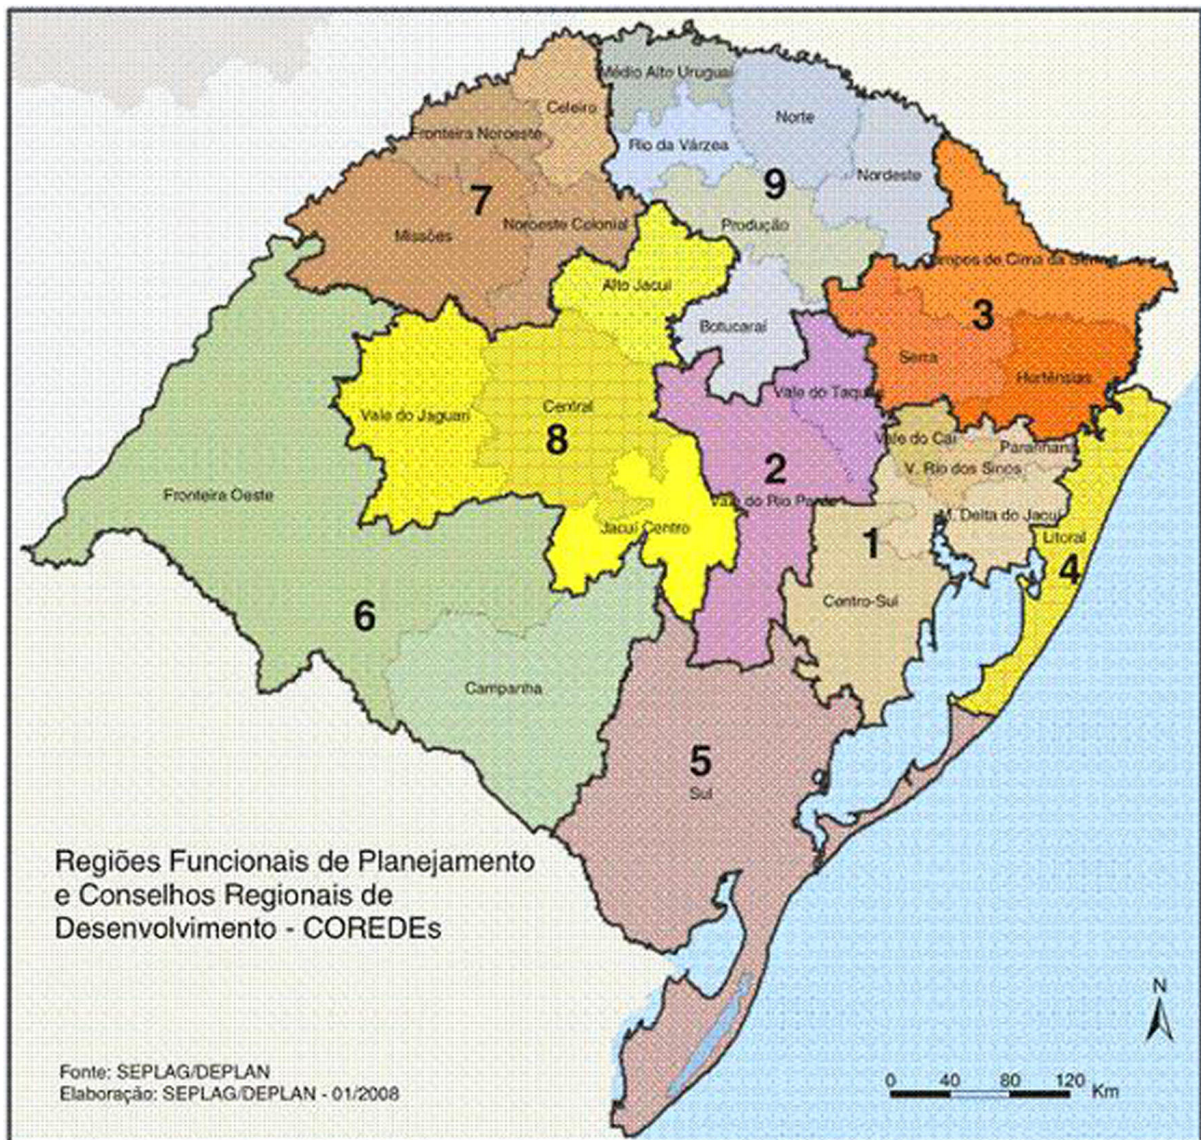 Médio Alto Uruguai
Celeiro
Norte
Fronteira Noroeste
Rio da Várzea
Nordeste
9
7
Noroeste Colonial
Produção
Missões
Campos de Cima da Serra
Alto Jacuí
3
Botucaraí
Serra
Hortênsias
Vale do Taquari
Central
Vale do Jaguari
8
Vale do Caí
Paranhana
2
V. Rio dos Sinos
Fronteira Oeste
Vale do Rio Pardo
M. Delta do Jacuí
Jacuí Centro
Litoral
1
4
Centro-Sul
6
Campanha
5
Sul
Regiões Funcionais de Planejamento
e Conselhos Regionais de
Desenvolvimento - COREDEs
N
Fonte: SEPLAG/DEPLAN
Elaboração: SEPLAG/DEPLAN - 01/2008
0 40 80 120 Km